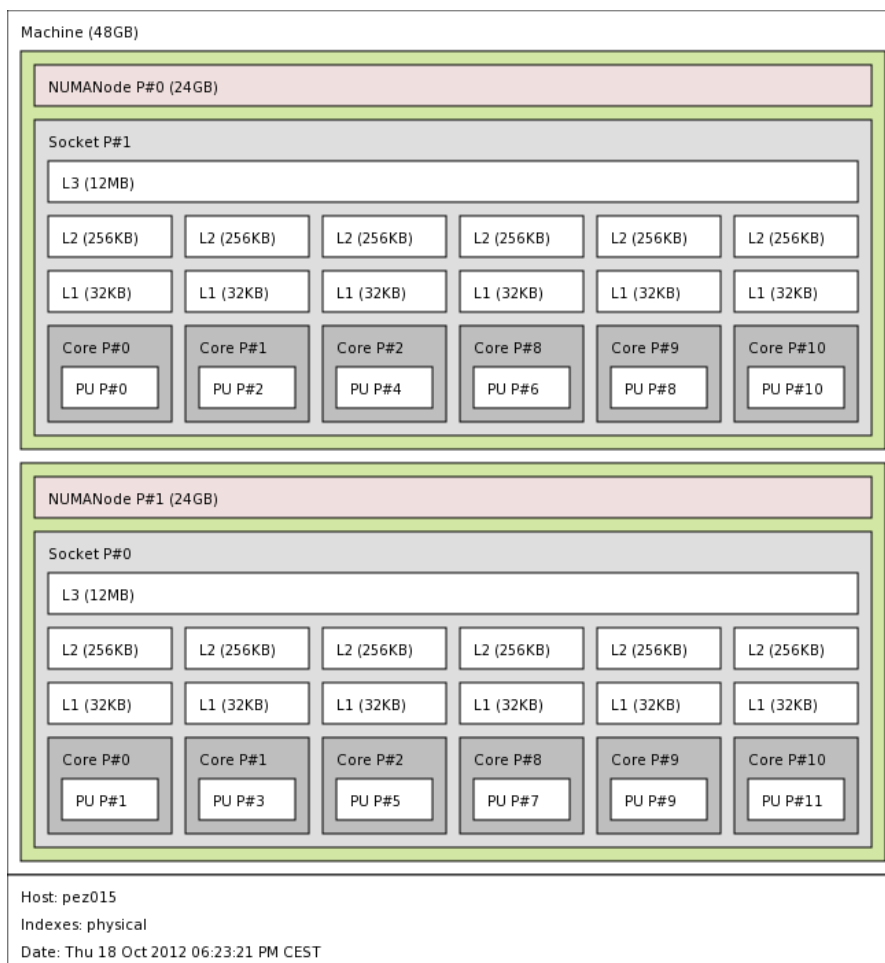 Machine (48GB)
NUMANode P#0 (24GB)
Socket P#1
L3 (12MB)
L2 (256KB) L2 (256KB) L2 (256KB) L2 (256KB) L2 (256KB) L2 (256KB)
L1 (32KB) L1 (32KB) L1 (32KB) L1 (32KB) L1 (32KB) L1 (32KB)
Core P#0 Core P#1 Core P#2 Core P#8 Core P#9 Core P#10
PU P#0 PU P#2 PU P#4 PU P#6 PU P#8 PU P#10
NUMANode P#1 (24GB)
Socket P#0
L3 (12MB)
L2 (256KB) L2 (256KB) L2 (256KB) L2 (256KB) L2 (256KB) L2 (256KB)
L1 (32KB) L1 (32KB) L1 (32KB) L1 (32KB) L1 (32KB) L1 (32KB)
Core P#0 Core P#1 Core P#2 Core P#8 Core P#9 Core P#10
PU P#1 PU P#3 PU P#5 PU P#7 PU P#9 PU P#11
Host: pez015
Indexes: physical
Date: Thu 18 Oct 2012 06:23:21 PM CEST